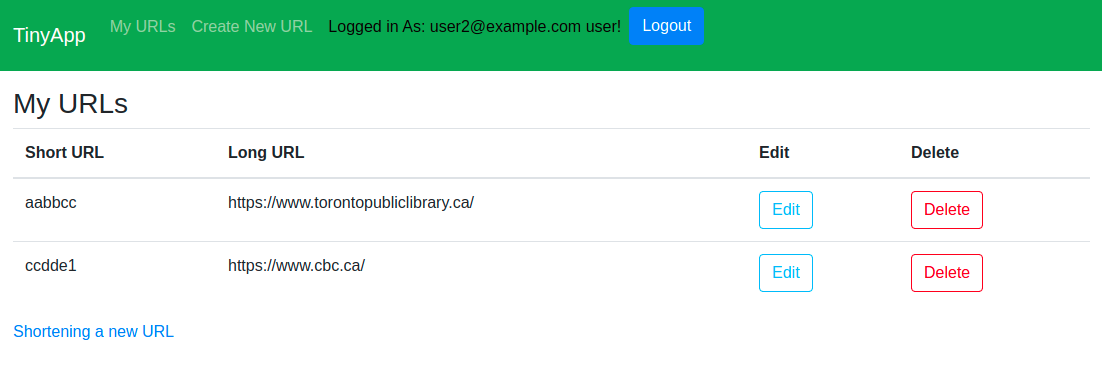 TinyApp My URLs Create New URL Logged in As: user2@example.com user! Logout
My URLs
Short URL Long URL Edit Delete
aabbcc https://www.torontopubliclibrary.ca/ Edit Delete
ccdde1 https://www.cbc.ca/ Edit Delete
Shortening a new URL